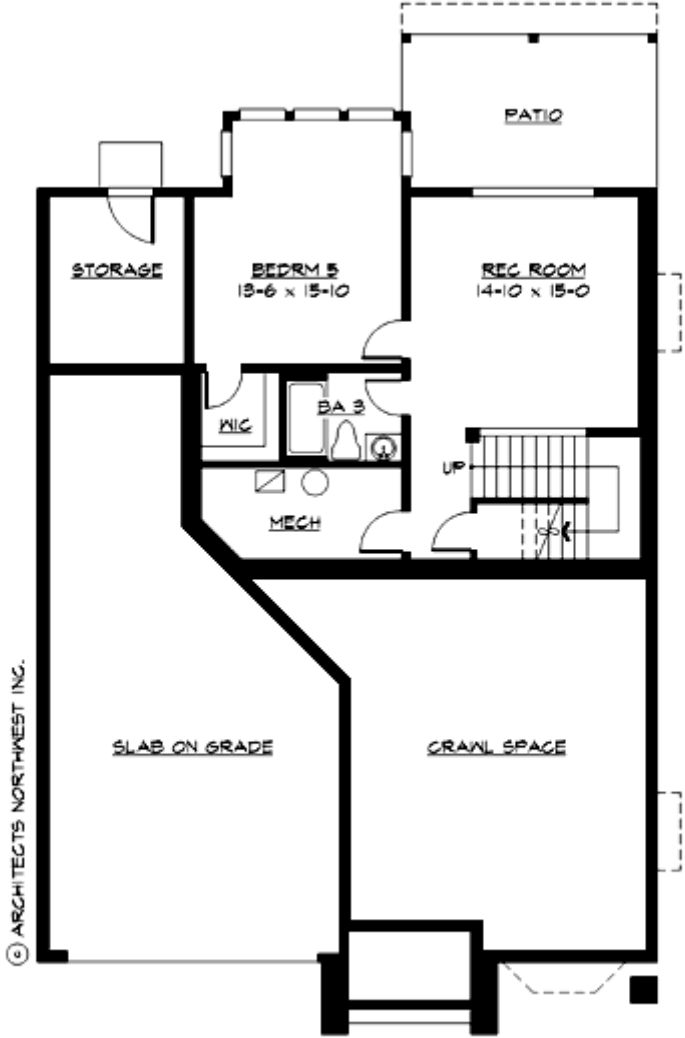 PATIO
STORAGE
BEDRM 5
13-6 x 15-10
REC ROOM
14-10 x 15-0
WIC
BA 3
UP
MECH
SLAB ON GRADE
CRAWL SPACE
© ARCHITECTS NORTHWEST INC.